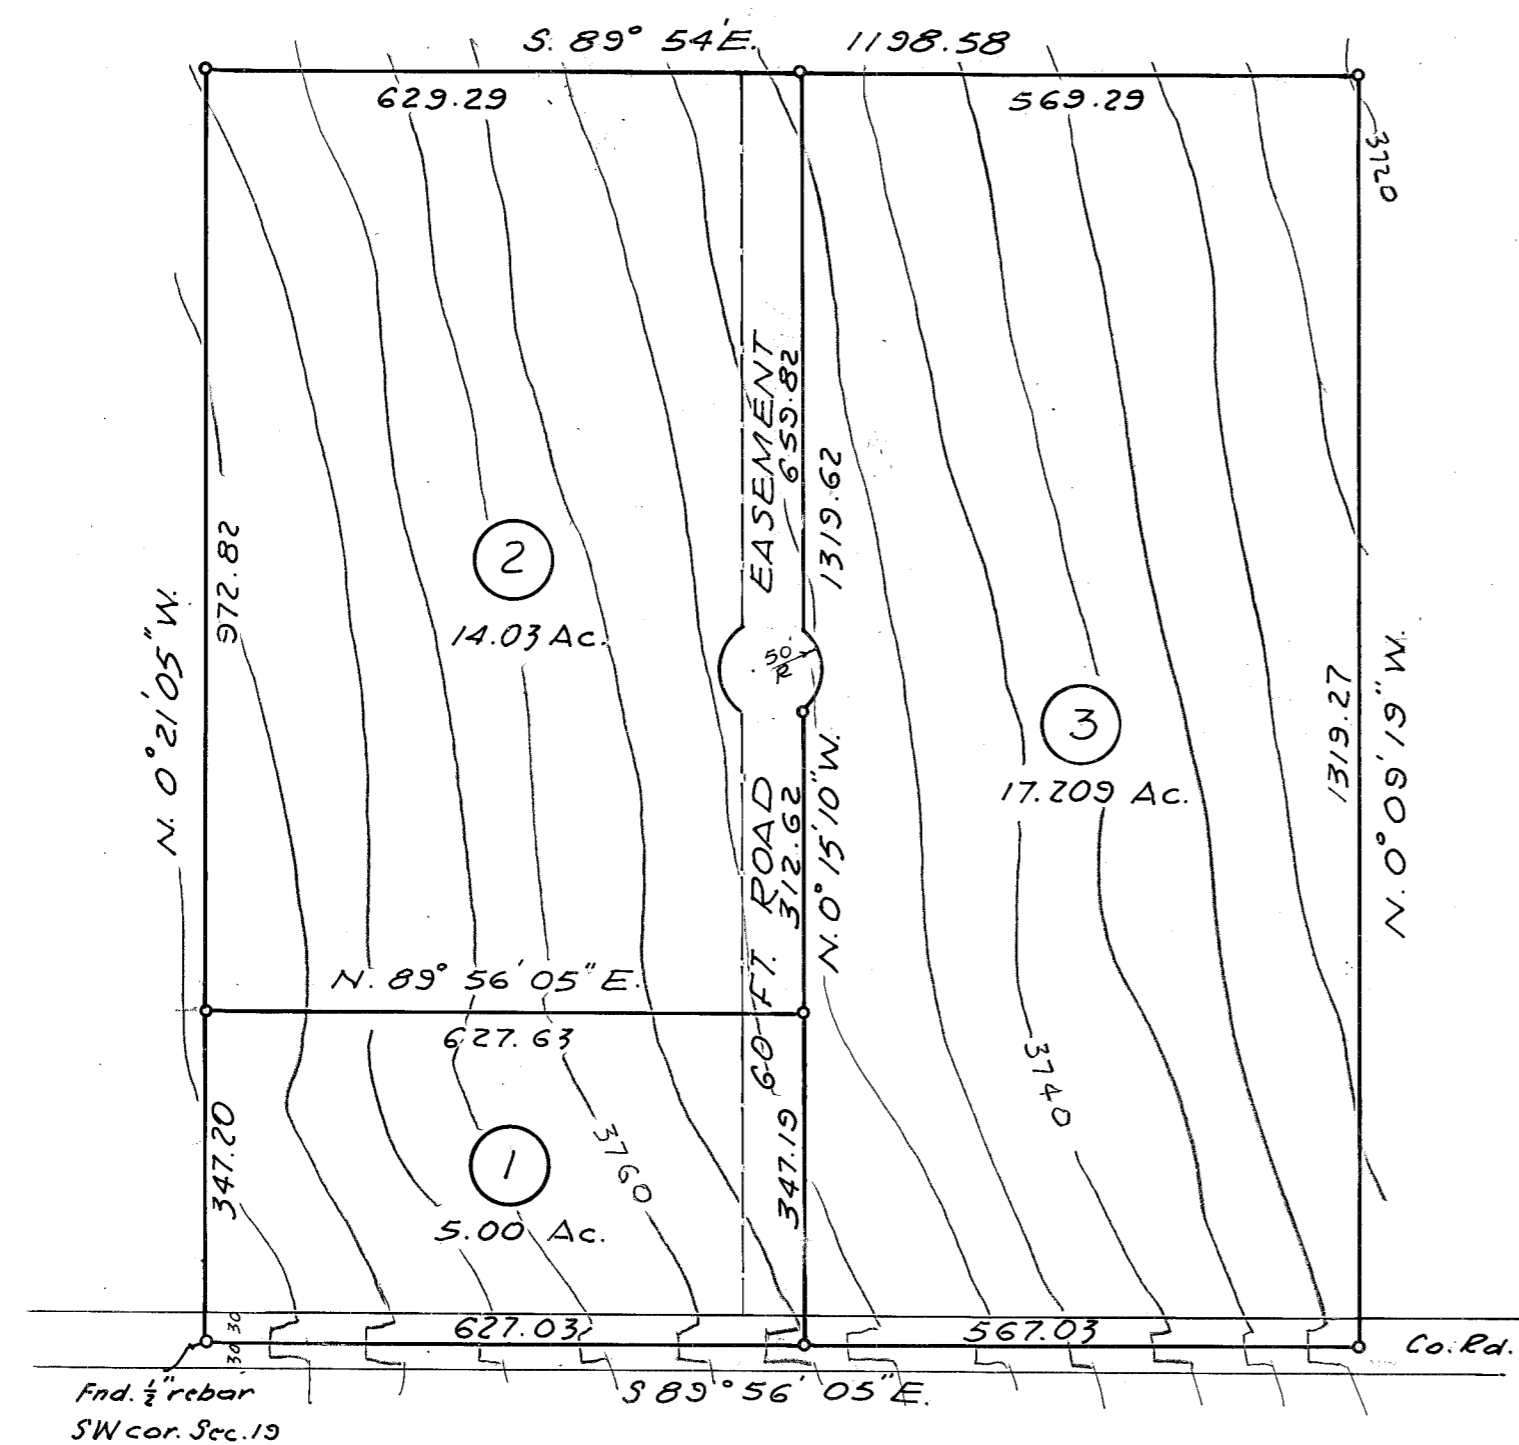 S. 89° 54' E. 1198.58
629.29
569.29
3720
EASEMENT
659.82
1319.62
972.82
N. 0° 21' 05" W.
2
14.03 Ac.
50'
R
3
17.209 Ac.
1319.27
N. 0° 09' 19" W.
60 FT. ROAD
312.62
N. 0° 15' 10" W.
N. 89° 56' 05" E.
627.63
3740
347.20
347.19
3760
1
5.00 Ac.
30
30'
627.03
567.03
Co. Rd.
S 89° 56' 05" E.
Fnd. ½" rebar
SW cor. Sec. 19